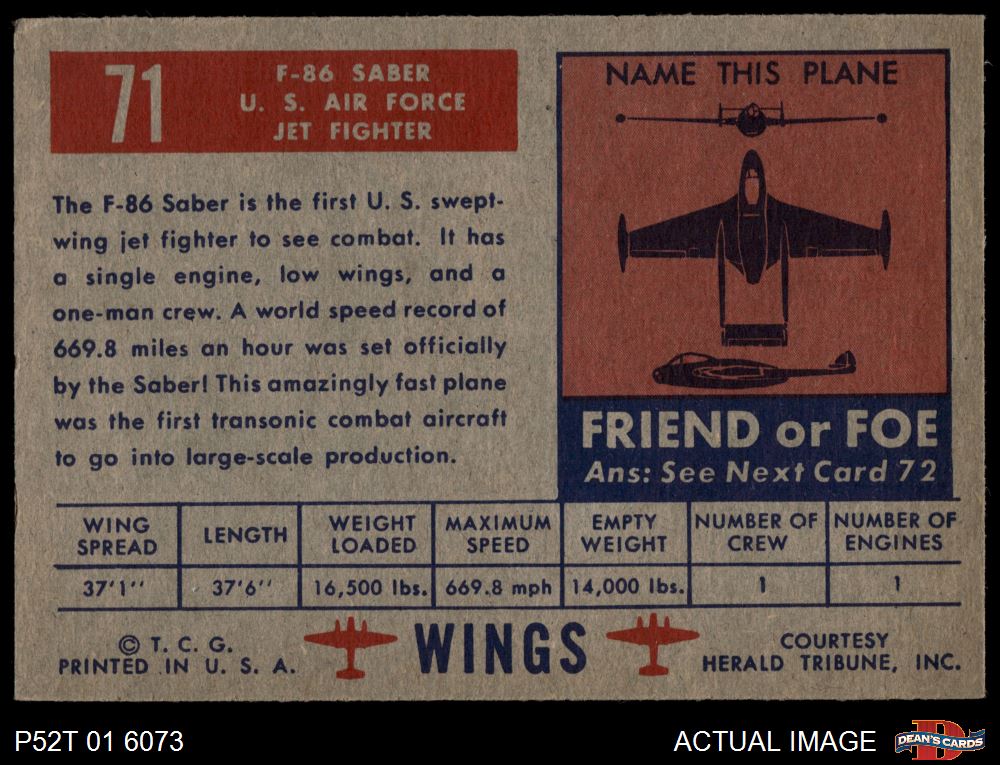 71
F-86 SABER
U. S. AIR FORCE
JET FIGHTER
The F-86 Saber is the first U. S. swept-
wing jet fighter to see combat. It has
a single engine, low wings, and a
one-man crew. A world speed record of
669.8 miles an hour was set officially
by the Saber! This amazingly fast plane
was the first transonic combat aircraft
to go into large-scale production.
NAME THIS PLANE
FRIEND or FOE
Ans: See Next Card 72
WING SPREAD LENGTH WEIGHT LOADED MAXIMUM SPEED EMPTY WEIGHT NUMBER OF CREW NUMBER OF ENGINES
37'1'' 37'6'' 16,500 lbs. 669.8 mph 14,000 lbs. 1 1
© T. C. G.
PRINTED IN U. S. A.
WINGS
COURTESY
HERALD TRIBUNE, INC.
P52T 01 6073
ACTUAL IMAGE
DEAN'S CARDS